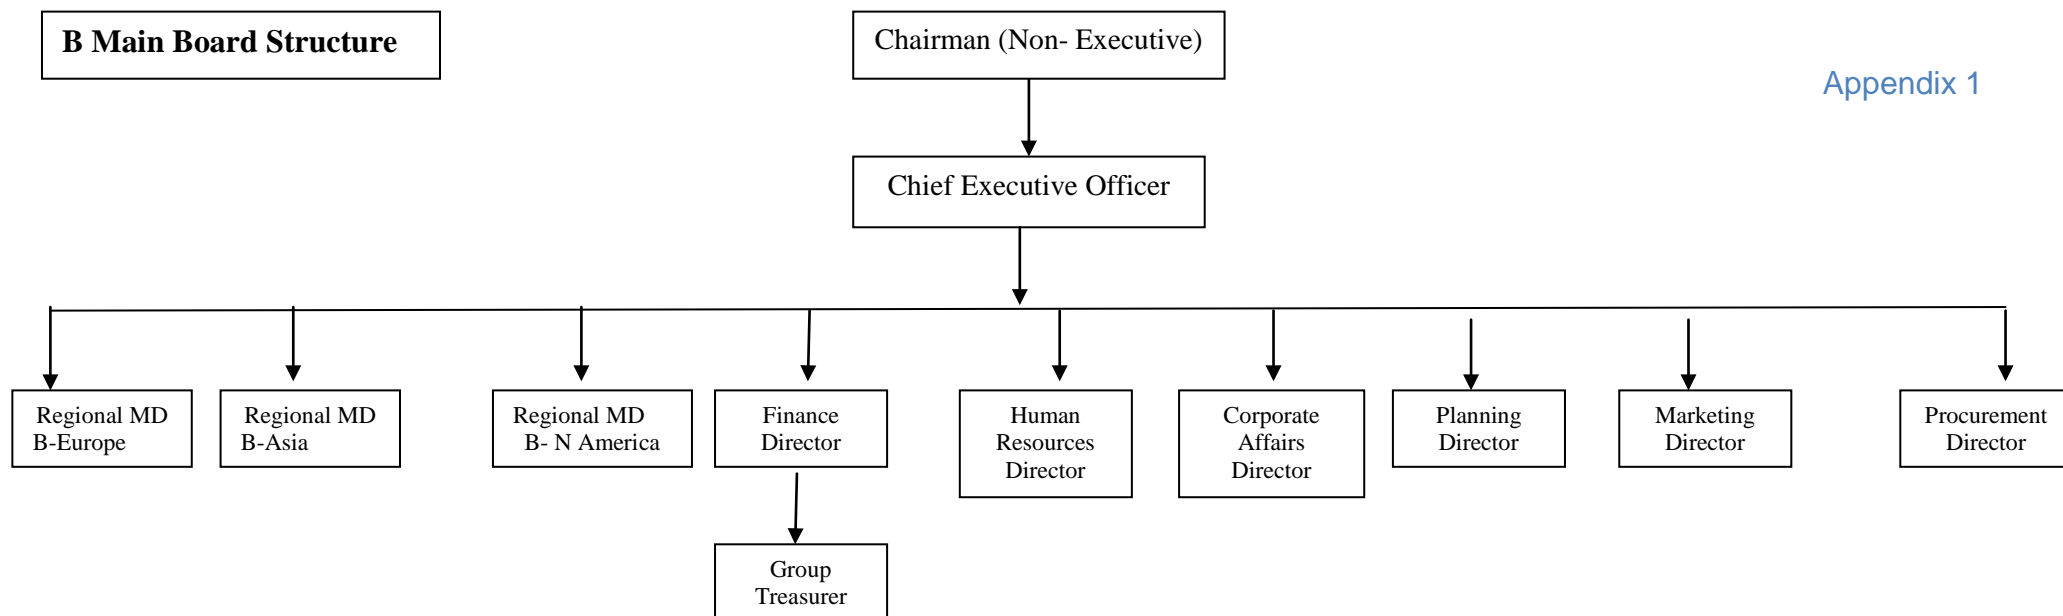 B Main Board Structure
Chairman (Non- Executive)
Appendix 1
Chief Executive Officer
Regional MD
B-Europe
Regional MD
B-Asia
Regional MD
B- N America
Finance
Director
Human
Resources
Director
Corporate
Affairs
Director
Planning
Director
Marketing
Director
Procurement
Director
Group
Treasurer